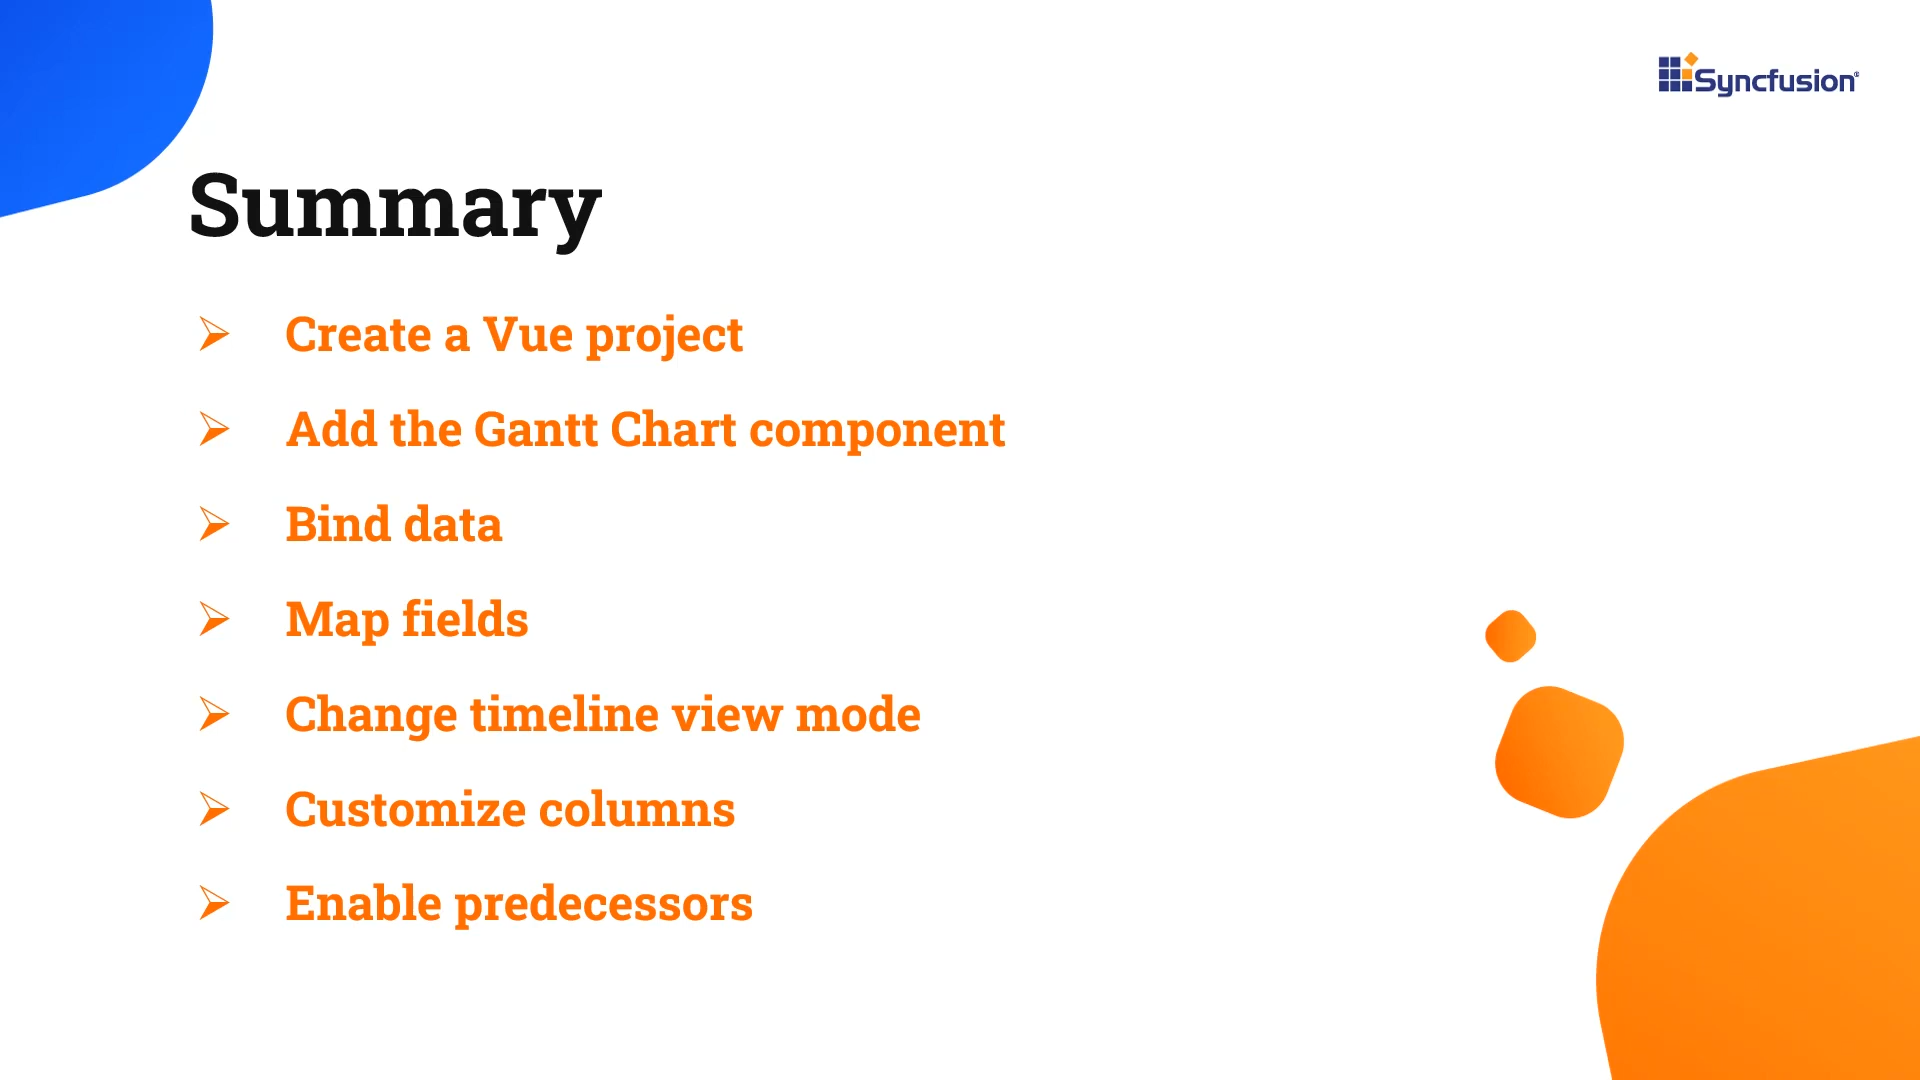 Syncfusion®
Summary
➢ Create a Vue project
➢ Add the Gantt Chart component
➢ Bind data
➢ Map fields
➢ Change timeline view mode
➢ Customize columns
➢ Enable predecessors